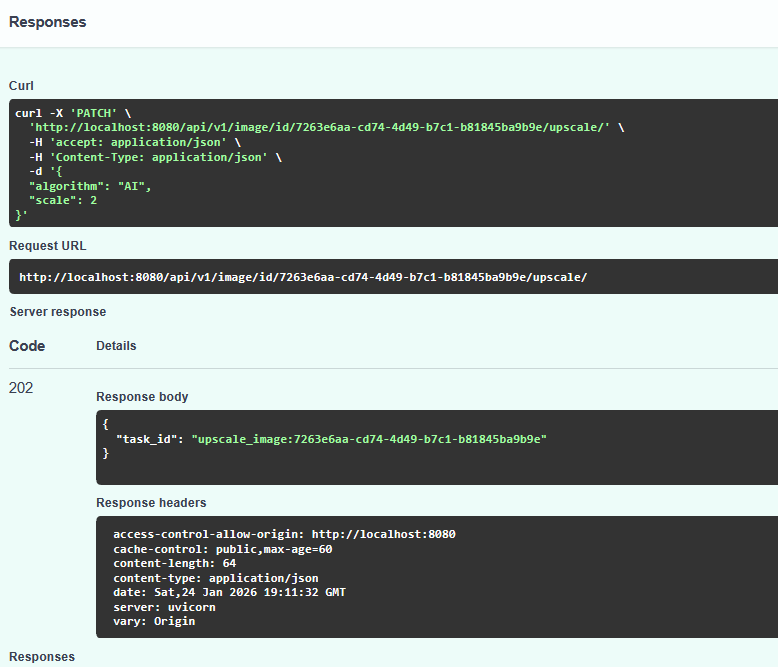 Responses
Curl
curl -X 'PATCH' \
  'http://localhost:8080/api/v1/image/id/7263e6aa-cd74-4d49-b7c1-b81845ba9b9e/upscale/' \
  -H 'accept: application/json' \
  -H 'Content-Type: application/json' \
  -d '{
  "algorithm": "AI",
  "scale": 2
}'
Request URL
http://localhost:8080/api/v1/image/id/7263e6aa-cd74-4d49-b7c1-b81845ba9b9e/upscale/
Server response
Code Details
202
Response body
{
  "task_id": "upscale_image:7263e6aa-cd74-4d49-b7c1-b81845ba9b9e"
}
Response headers
access-control-allow-origin: http://localhost:8080
cache-control: public,max-age=60
content-length: 64
content-type: application/json
date: Sat,24 Jan 2026 19:11:32 GMT
server: uvicorn
vary: Origin
Responses